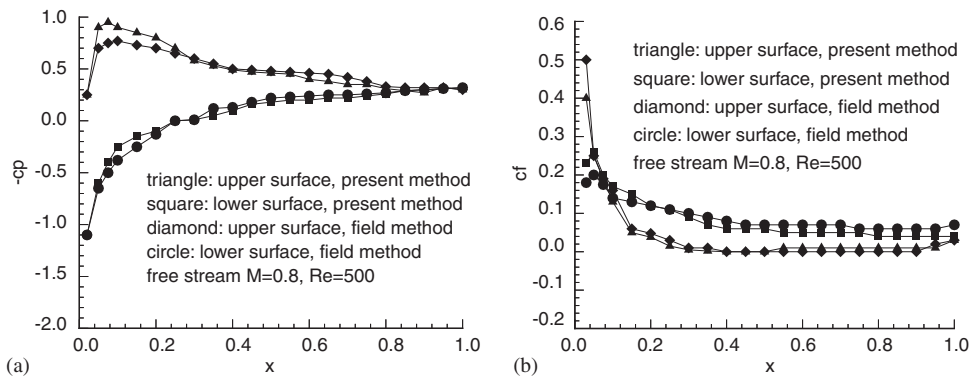 1.0
0.5
0.0
-0.5
-1.0
-1.5
-2.0
-cp
0.0 0.2 0.4 0.6 0.8 1.0
x
triangle: upper surface, present method
square: lower surface, present method
diamond: upper surface, field method
circle: lower surface, field method
free stream M=0.8, Re=500
(a)
0.6
0.5
0.4
0.3
0.2
0.1
0.0
-0.1
-0.2
cf
0.0 0.2 0.4 0.6 0.8 1.0
x
triangle: upper surface, present method
square: lower surface, present method
diamond: upper surface, field method
circle: lower surface, field method
free stream M=0.8, Re=500
(b)